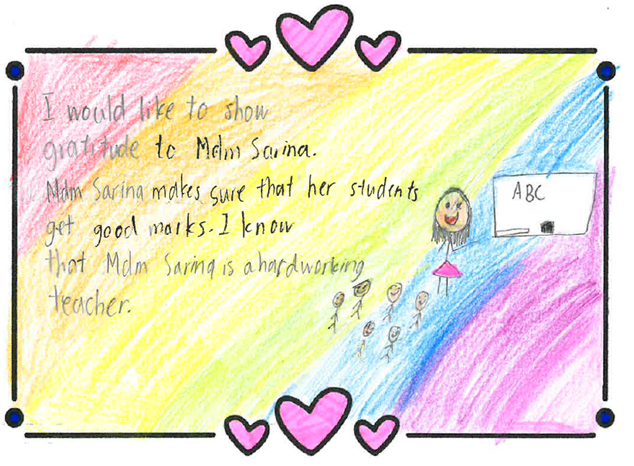 I would like to show
gratitude to Mdm Sarina.
Mdm Sarina makes sure that her students
get good marks. I know
that Mdm Sarina is a hardworking
teacher.
ABC